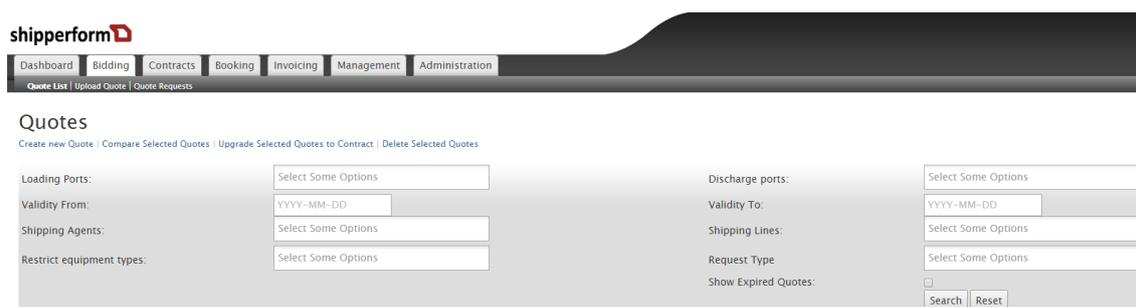 shipperform
Dashboard Bidding Contracts Booking Invoicing Management Administration
Quote List | Upload Quote | Quote Requests
Quotes
Create new Quote | Compare Selected Quotes | Upgrade Selected Quotes to Contract | Delete Selected Quotes
Loading Ports: Select Some Options Discharge ports: Select Some Options
Validity From: YYYY-MM-DD Validity To: YYYY-MM-DD
Shipping Agents: Select Some Options Shipping Lines: Select Some Options
Restrict equipment types: Select Some Options Request Type Select Some Options
Show Expired Quotes:
Search Reset